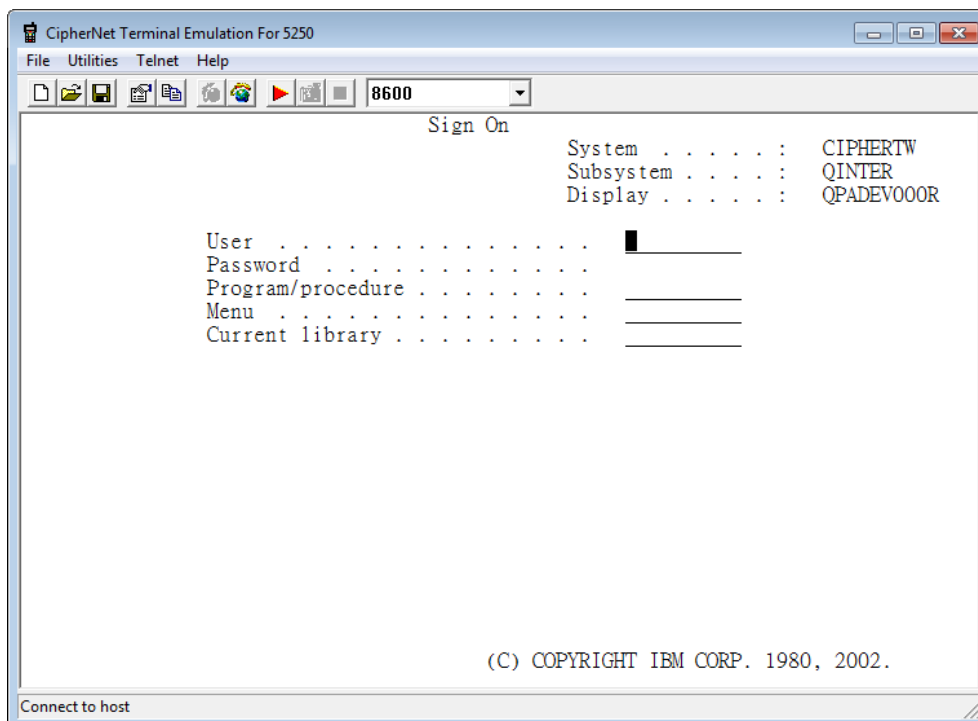 CipherNet Terminal Emulation For 5250
File Utilities Telnet Help
8600
Sign On
System . . . . . : CIPHERTW
Subsystem . . . . : QINTER
Display . . . . . : QPADEV000R
User . . . . . . . . . . . . . .
Password . . . . . . . . . . . .
Program/procedure . . . . . . . .
Menu . . . . . . . . . . . . . .
Current library . . . . . . . . .
(C) COPYRIGHT IBM CORP. 1980, 2002.
Connect to host